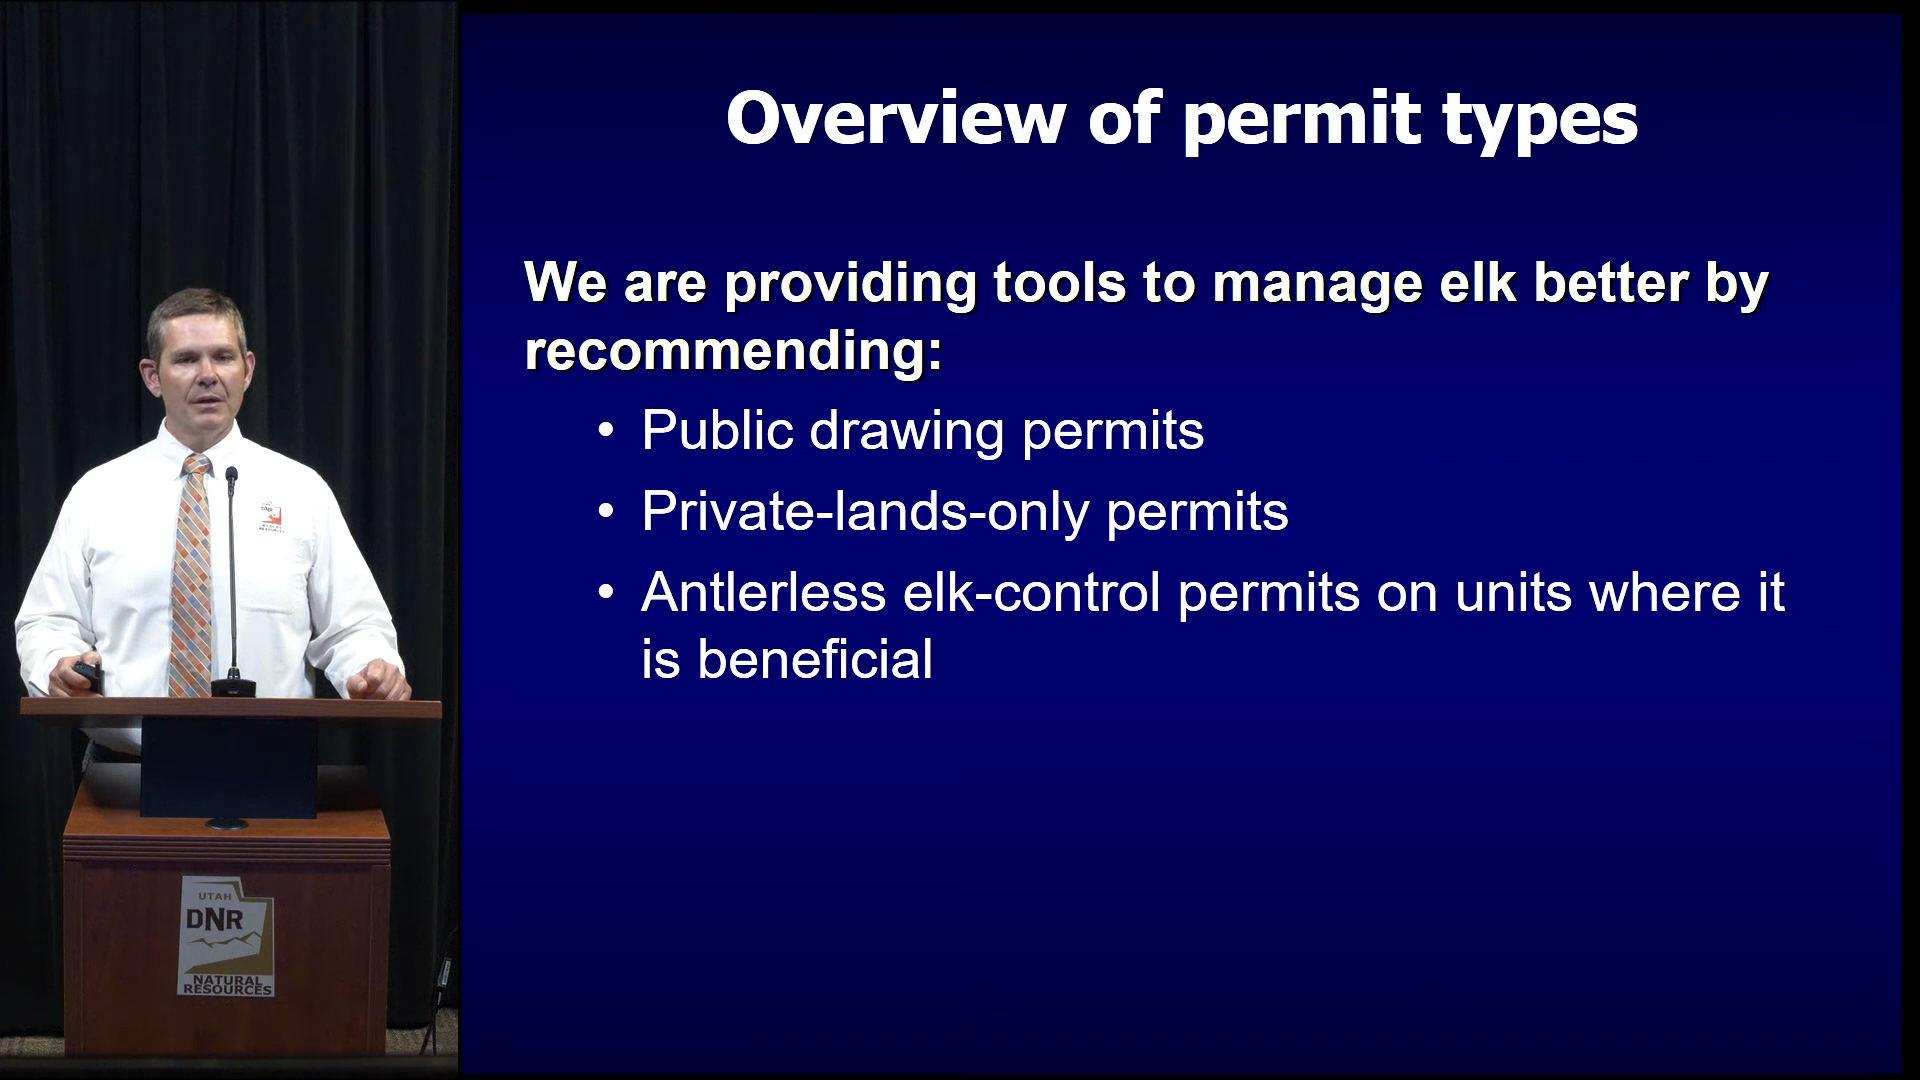 Overview of permit types
We are providing tools to manage elk better by
recommending:
• Public drawing permits
• Private-lands-only permits
• Antlerless elk-control permits on units where it
is beneficial
DNR
UTAH
DNR
NATURAL
RESOURCES